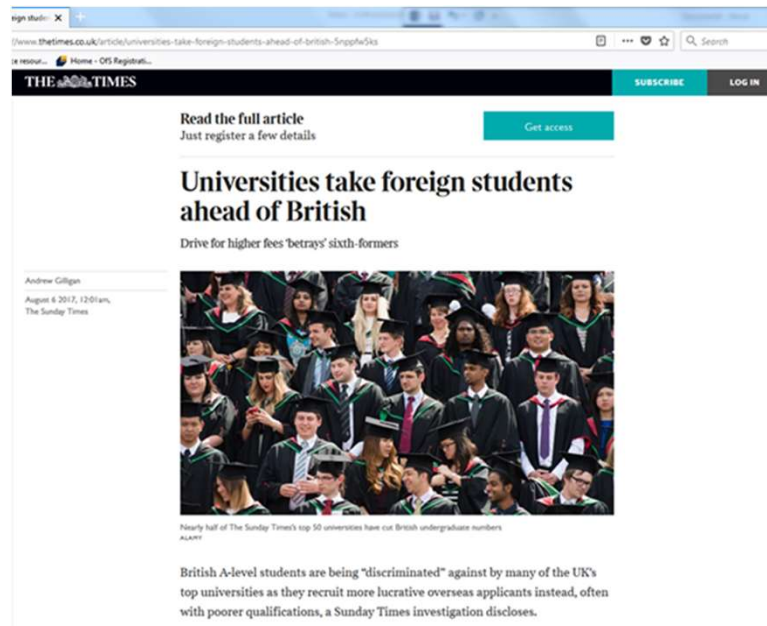 eign studen
www.thetimes.co.uk/article/universities-take-foreign-students-ahead-of-british-5nppfw5ks
Search
e resour... Home - OfS Registrati...
THE TIMES
SUBSCRIBE
LOG IN
Read the full article
Just register a few details
Get access
Universities take foreign students
ahead of British
Drive for higher fees ‘betrays’ sixth-formers
Andrew Gilligan
August 6 2017, 12:01am,
The Sunday Times
Nearly half of The Sunday Times's top 50 universities have cut British undergraduate numbers
ALAMY
British A-level students are being “discriminated” against by many of the UK’s
top universities as they recruit more lucrative overseas applicants instead, often
with poorer qualifications, a Sunday Times investigation discloses.